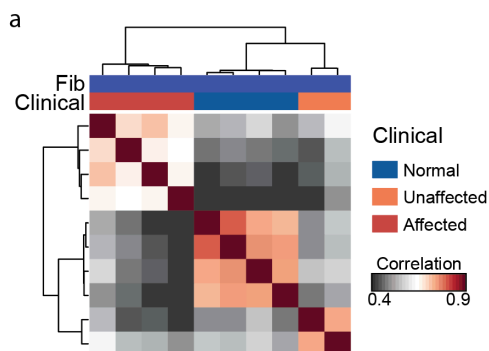 a
Fib
Clinical
Clinical
Normal
Unaffected
Affected
Correlation
0.4 0.9